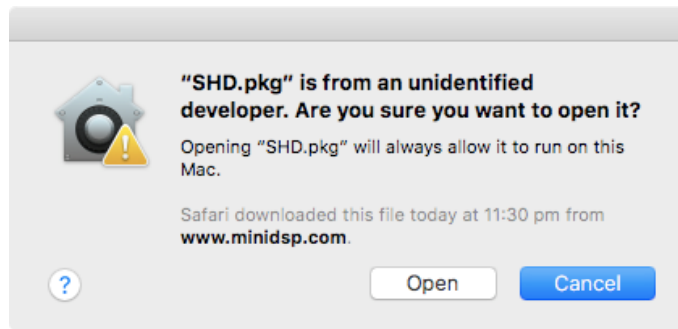 “SHD.pkg” is from an unidentified
developer. Are you sure you want to open it?
Opening “SHD.pkg” will always allow it to run on this
Mac.
Safari downloaded this file today at 11:30 pm from
www.minidsp.com.
?
Open
Cancel